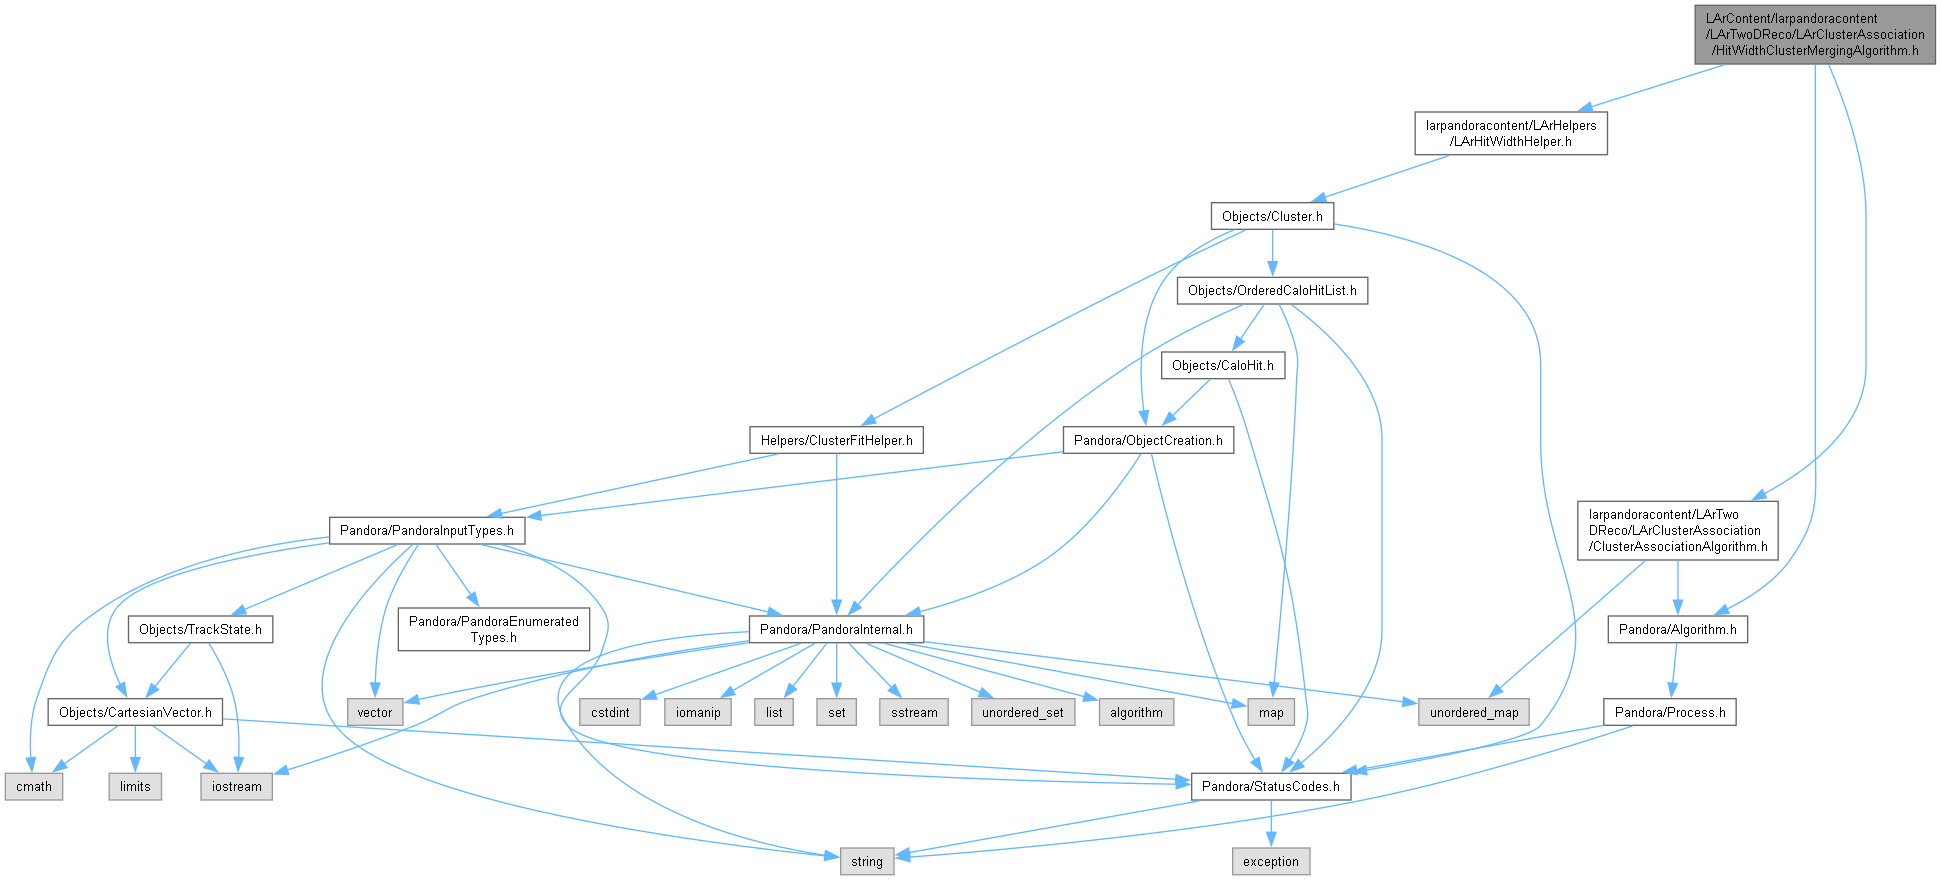 LArContent/larpandoracontent
/LArTwoDReco/LArClusterAssociation
/HitWidthClusterMergingAlgorithm.h
larpandoracontent/LArHelpers
/LArHitWidthHelper.h
Objects/Cluster.h
Objects/OrderedCaloHitList.h
Objects/CaloHit.h
Helpers/ClusterFitHelper.h
Pandora/ObjectCreation.h
Pandora/PandoraInputTypes.h
larpandoracontent/LArTwo
DReco/LArClusterAssociation
/ClusterAssociationAlgorithm.h
Objects/TrackState.h
Pandora/PandoraEnumerated
Types.h
Pandora/PandoraInternal.h
Pandora/Algorithm.h
Objects/CartesianVector.h
vector
cstdint
iomanip
list
set
sstream
unordered_set
algorithm
map
unordered_map
Pandora/Process.h
cmath
limits
iostream
Pandora/StatusCodes.h
string
exception